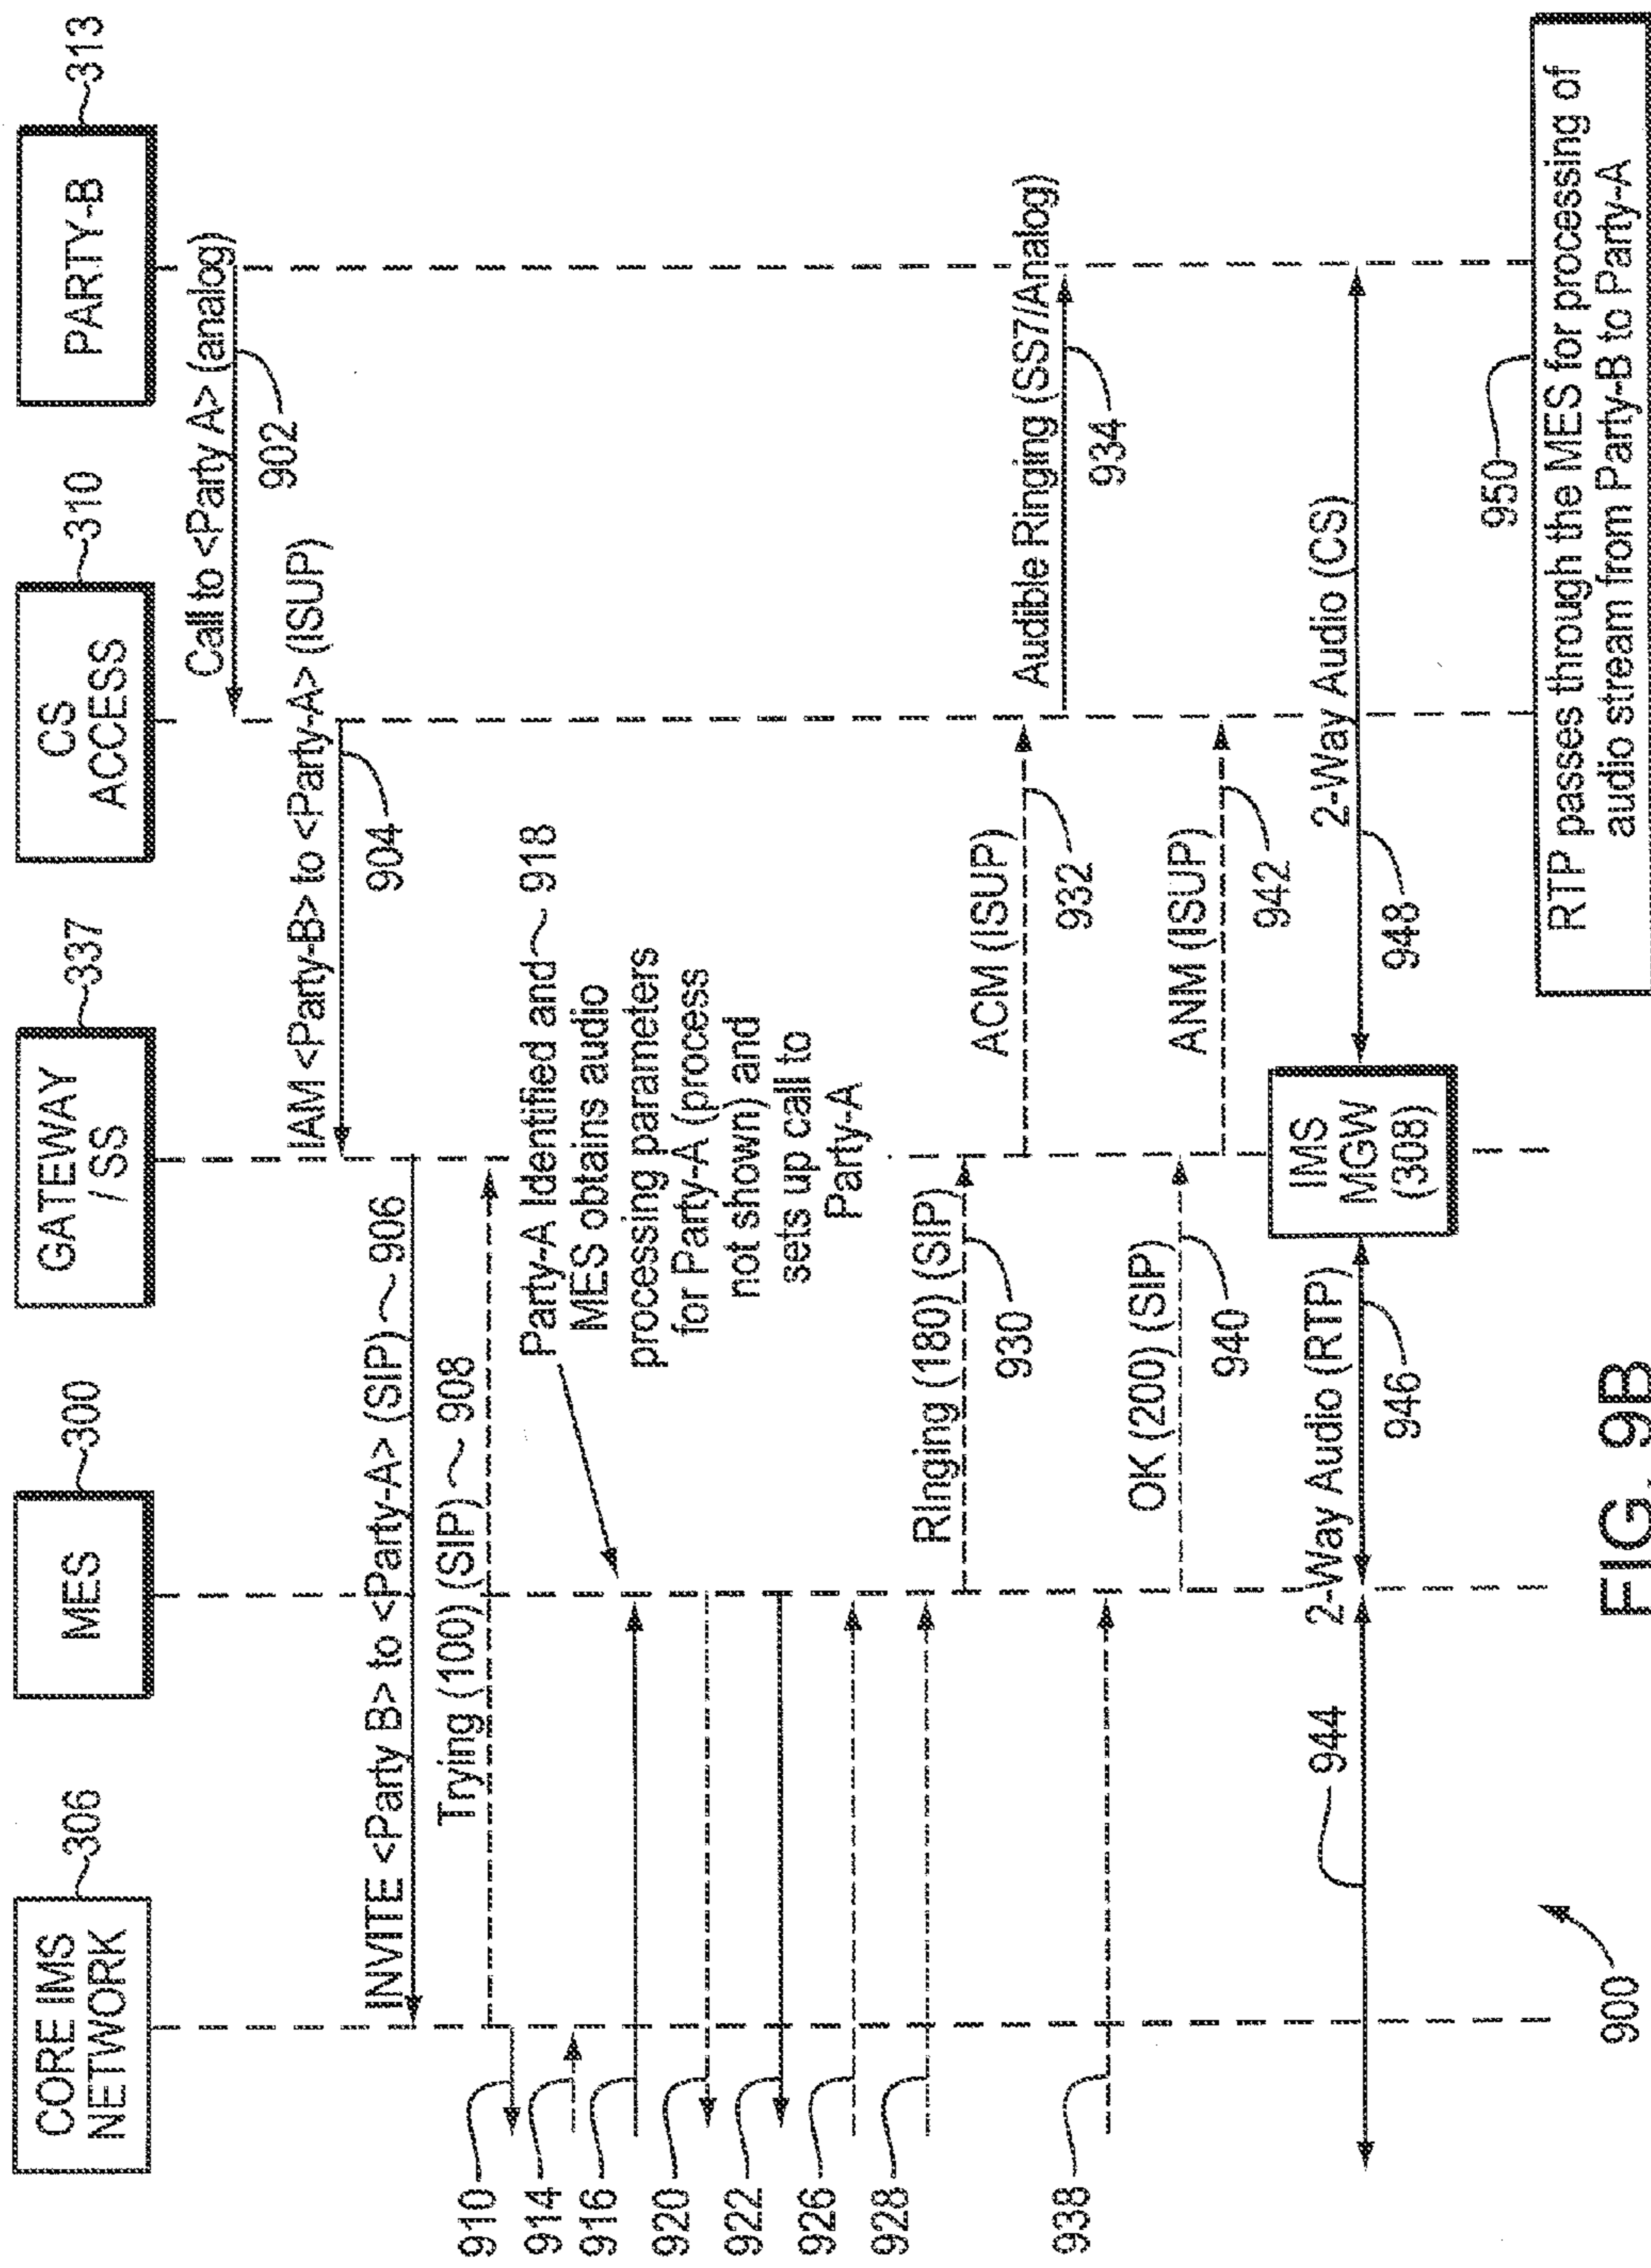 CORE IMS
NETWORK
306
MES
300
GATEWAY
/ SS
337
CS
ACCESS
310
PARTY-B
313
Call to <Party A> (analog)
902
IAM <Party-B> to <Party-A> (ISUP)
904
INVITE <Party B> to <Party-A> (SIP) 906
Trying (100) (SIP) 908
910
914
916
Party-A Identified and 918
MES obtains audio
processing parameters
for Party-A (process
not shown) and
sets up call to
Party-A
920
922
926
928
RInging (180) (SIP)
930
ACM (ISUP)
932
Audible Ringing (SS7/Analog)
934
938
OK (200) (SIP)
940
ANM (ISUP)
942
944
2-Way Audio (RTP)
946
IMS
MGW
(308)
2-Way Audio (CS)
948
950
RTP passes through the MES for processing of
audio stream from Party-B to Party-A
900
FIG. 9B